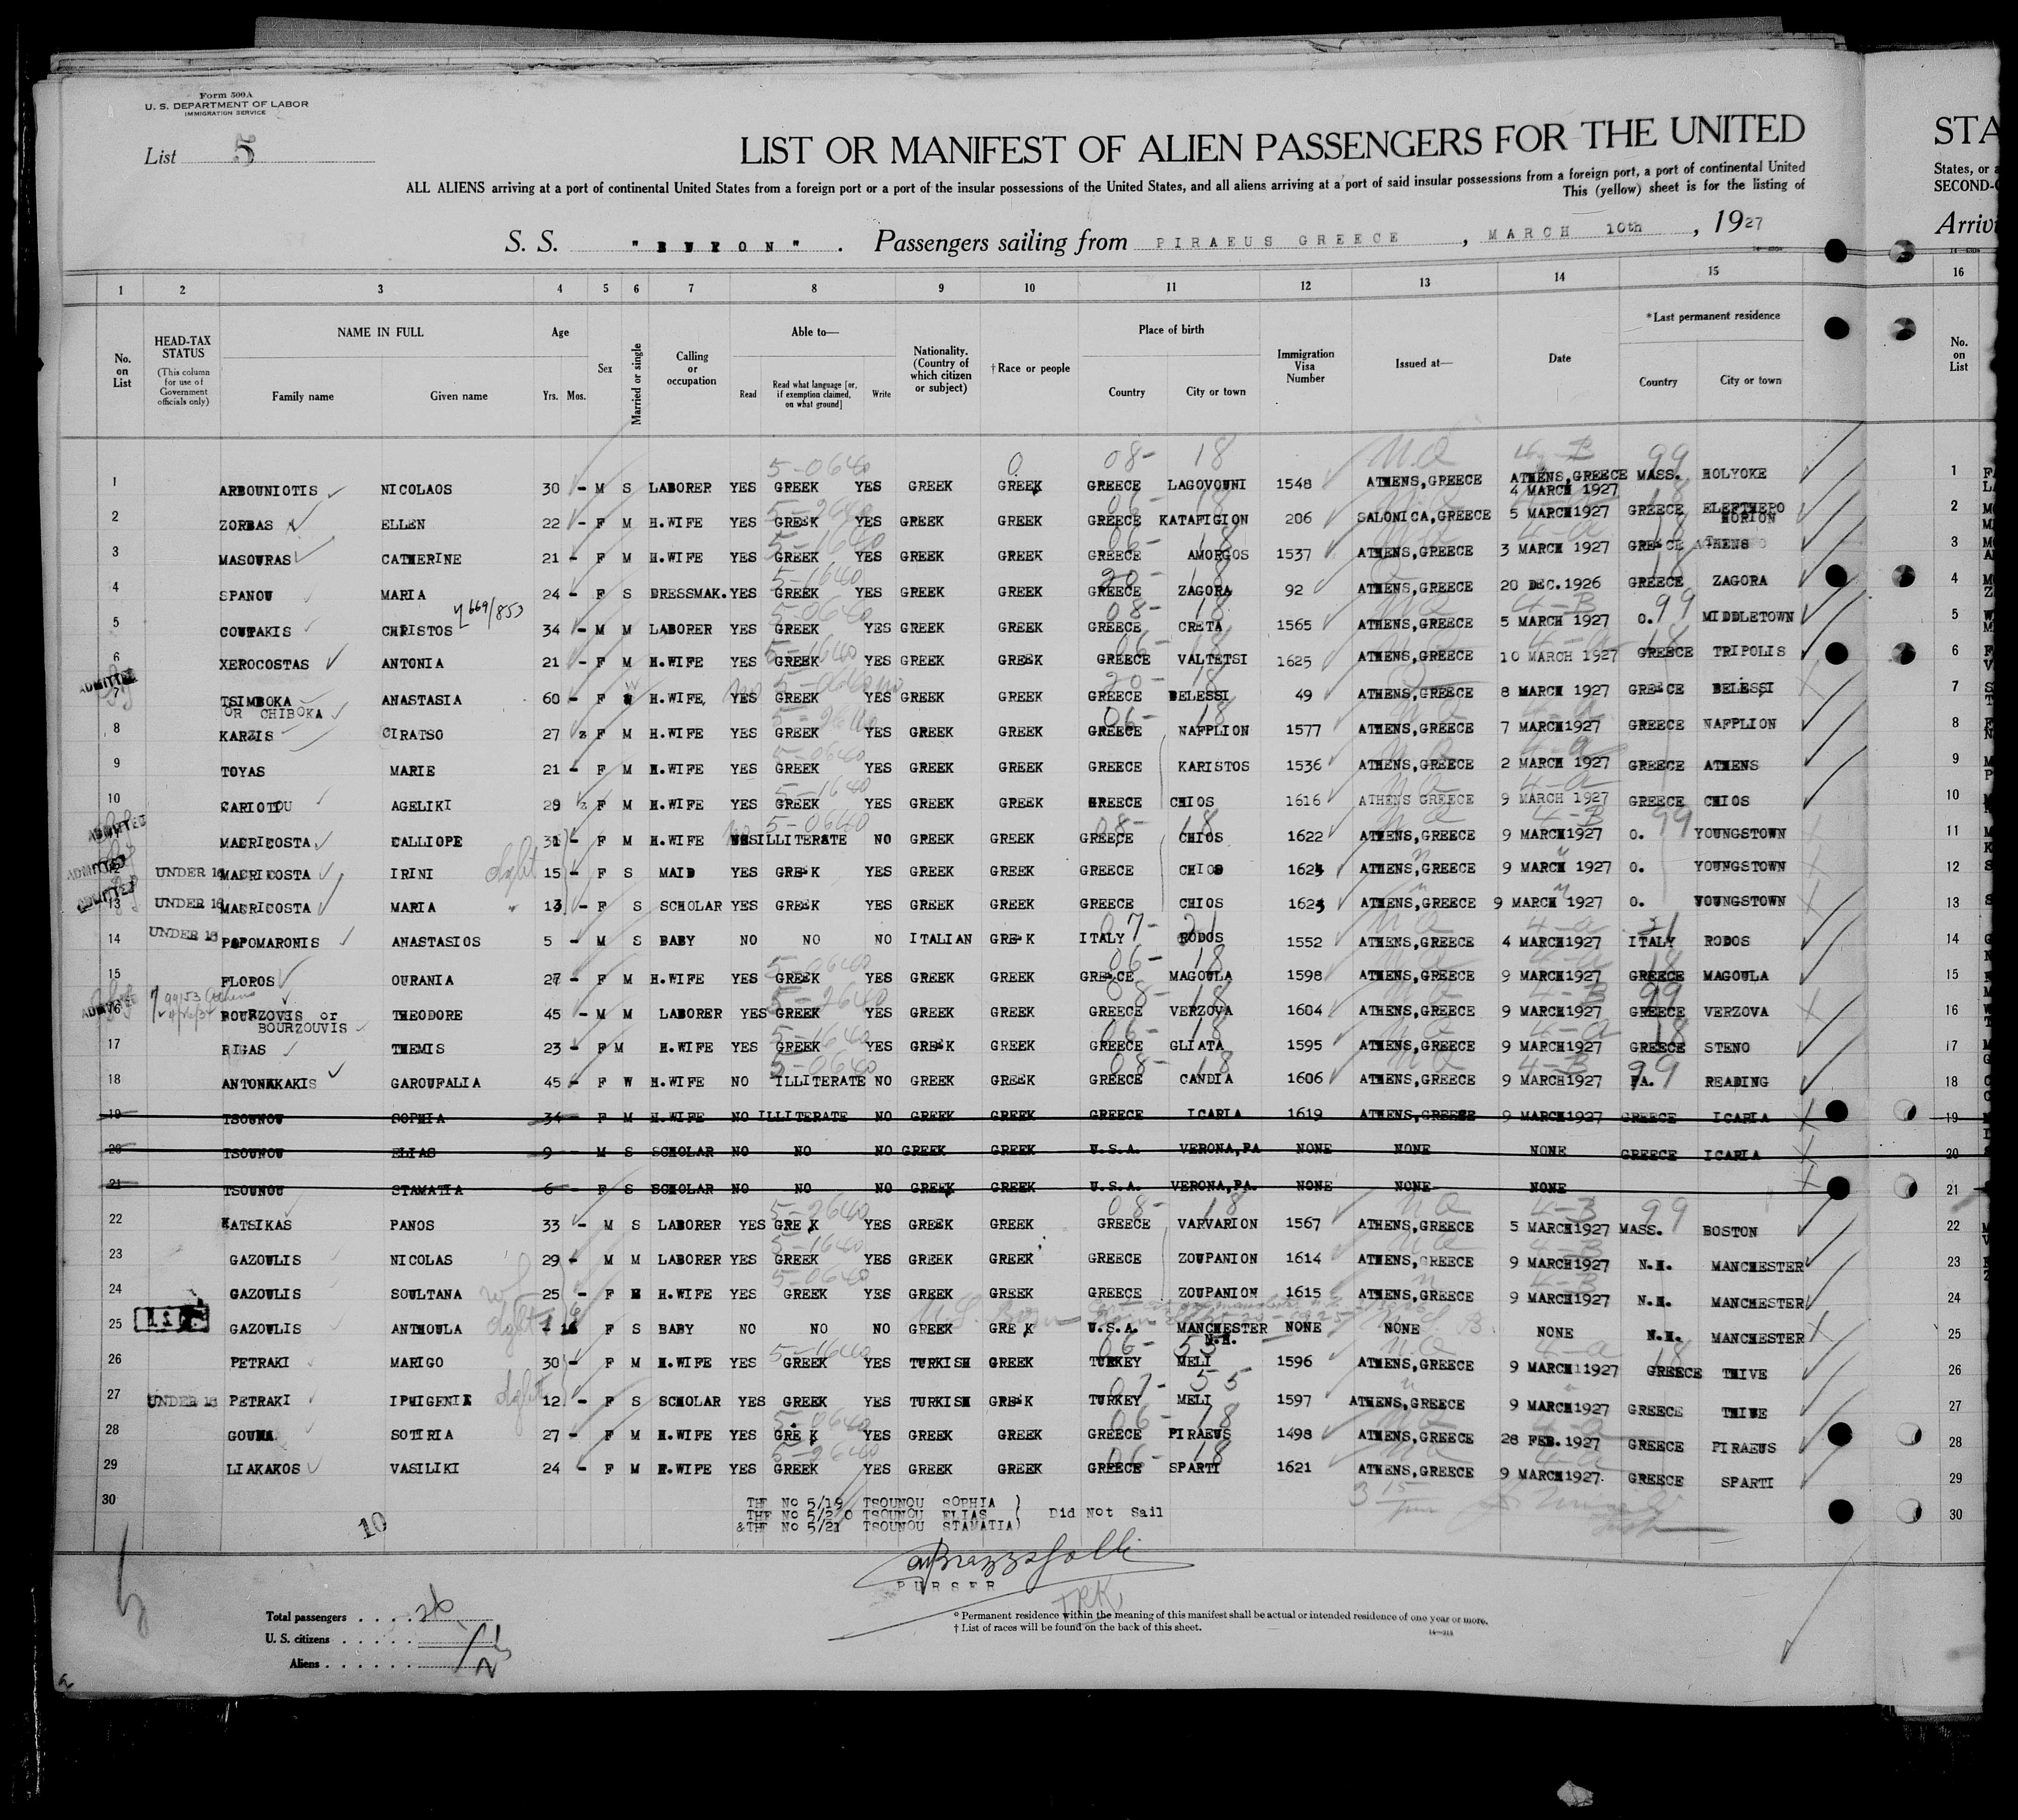 Form 500A
U. S. DEPARTMENT OF LABOR
IMMIGRATION SERVICE
List 5
LIST OR MANIFEST OF ALIEN PASSENGERS FOR THE UNITED
STA
ALL ALIENS arriving at a port of continental United States from a foreign port or a port of the insular possessions of the United States, and all aliens arriving at a port of said insular possessions from a foreign port, a port of continental United
States, or a
This (yellow) sheet is for the listing of
SECOND-C
S. S. " BYRON " . Passengers sailing from PIRAEUS GREECE , MARCH 10th , 1927
Arrivi
1 2 3 4 5 6 7 8 9 10 11 12 13 14 15 16
No. on List
HEAD-TAX STATUS (This column for use of Government officials only)
NAME IN FULL
Family name Given name
Age
Yrs. Mos.
Sex
Married or single
Calling or occupation
Able to—
Read Read what language [or, if exemption claimed, on what ground] Write
Nationality. (Country of which citizen or subject)
† Race or people
Place of birth
Country City or town
Immigration Visa Number
Issued at—
Date
* Last permanent residence
Country City or town
No. on List
1 ARBOUNIOTIS NICOLAOS 30 - M S LABORER YES GREEK YES GREEK GREEK GREECE LAGOVOUNI 1548 ATHENS,GREECE ATHENS,GREECE 4 MARCH 1927 MASS. HOLYOKE 1
2 ZORBAS ELLEN 22 - F M H.WIFE YES GREEK YES GREEK GREEK GREECE KATAFIGION 206 SALONICA,GREECE 5 MARCH1927 GREECE ELEFTHEPO HORION 2
3 MASOURAS CATHERINE 21 - F M H.WIFE YES GREEK YES GREEK GREEK GREECE AMORGOS 1537 ATHENS,GREECE 3 MARCH 1927 GREECE ATHENS 3
4 SPANOU MARIA 24 - F S DRESSMAK. YES GREEK YES GREEK GREEK GREECE ZAGORA 92 ATHENS,GREECE 20 DEC.1926 GREECE ZAGORA 4
5 COUTAKIS CHRISTOS 669/853 34 - M M LABORER YES GREEK YES GREEK GREEK GREECE CRETA 1565 ATHENS,GREECE 5 MARCH 1927 O. MIDDLETOWN 5
6 XEROCOSTAS ANTONIA 21 - F M H.WIFE YES GREEK YES GREEK GREEK GREECE VALTETSI 1625 ATHENS,GREECE 10 MARCH 1927 GREECE TRIPOLIS 6
ADMITTED
7 TSIMBOKA OR CHIBOKA ANASTASIA 60 - F W H.WIFE, YES GREEK YES GREEK GREEK GREECE BELESSI 49 ATHENS,GREECE 8 MARCH 1927 GREECE BELESSI 7
8 KARZIS CIRATSO 27 F M H.WIFE YES GREEK YES GREEK GREEK GREECE NAFPLION 1577 ATHENS,GREECE 7 MARCH1927 GREECE NAFPLION 8
9 TOYAS MARIE 21 - F M H.WIFE YES GREEK YES GREEK GREEK GREECE KARISTOS 1536 ATHENS,GREECE 2 MARCH 1927 GREECE ATHENS 9
10 CARIOTOU AGELIKI 29 F M H.WIFE YES GREEK YES GREEK GREEK GREECE CHIOS 1616 ATHENS GREECE 9 MARCH 1927 GREECE CHIOS 10
ADMITTED
MAURICOSTA CALLIOPE 31 - F M H.WIFE ILLITERATE NO GREEK GREEK GREECE CHIOS 1622 ATHENS,GREECE 9 MARCH1927 O. YOUNGSTOWN 11
ADMITTED
12 UNDER 16 MAURICOSTA IRINI 15 - F S MAID YES GREEK YES GREEK GREEK GREECE CHIOS 1624 ATHENS,GREECE 9 MARCH 1927 O. YOUNGSTOWN 12
ADMITTED
13 UNDER 16 MAURICOSTA MARIA 13 - F S SCHOLAR YES GREEK YES GREEK GREEK GREECE CHIOS 1623 ATHENS,GREECE 9 MARCH 1927 O. YOUNGSTOWN 13
14 UNDER 16 PAPOMARONIS ANASTASIOS 5 - M S BABY NO NO NO ITALIAN GREEK ITALY RODOS 1552 ATHENS,GREECE 4 MARCH1927 ITALY RODOS 14
15 FLOROS OURANIA 27 - F M H.WIFE YES GREEK YES GREEK GREEK GREECE MAGOULA 1598 ATHENS,GREECE 9 MARCH1927 GREECE MAGOULA 15
ADMITTED
16 BOURZOVIS or BOURZOUVIS THEODORE 45 - M M LABORER YES GREEK YES GREEK GREEK GREECE VERZOVA 1604 ATHENS,GREECE 9 MARCH1927 GREECE VERZOVA 16
17 RIGAS THEMIS 23 - F M H.WIFE YES GREEK YES GREEK GREEK GREECE GLIATA 1595 ATHENS,GREECE 9 MARCH1927 GREECE STENO 17
18 ANTONAKAKIS GAROUFALIA 45 - F W H.WIFE NO ILLITERATE NO GREEK GREEK GREECE CANDIA 1606 ATHENS,GREECE 9 MARCH1927 PA. READING 18
19 TSOUNOU SOPHIA 34 - F M H.WIFE NO ILLITERATE NO GREEK GREEK GREECE ICARIA 1619 ATHENS,GREECE 9 MARCH1927 GREECE ICARIA 19
20 TSOUNOU ELIAS 9 - M S SCHOLAR NO NO NO GREEK GREEK U.S.A. VERONA,PA NONE NONE NONE GREECE ICARIA 20
21 TSOUNOU STAMATIA 6 - F S SCHOLAR NO NO NO GREEK GREEK U.S.A. VERONA,PA. NONE NONE NONE 21
22 KATSIKAS PANOS 33 - M S LABORER YES GREEK YES GREEK GREEK GREECE VARVARION 1567 ATHENS,GREECE 5 MARCH1927 MASS. BOSTON 22
23 GAZOULIS NICOLAS 29 - M M LABORER YES GREEK YES GREEK GREEK GREECE ZOUPANION 1614 ATHENS,GREECE 9 MARCH1927 N.H. MANCHESTER 23
24 GAZOULIS SOULTANA 25 - F M H.WIFE YES GREEK YES GREEK GREEK GREECE ZOUPANION 1615 ATHENS,GREECE 9 MARCH1927 N.H. MANCHESTER 24
25 GAZOULIS ANTHOULA F S BABY NO NO NO GREEK GREEK U.S.A. MANCHESTER N.H. NONE NONE NONE N.H. MANCHESTER 25
26 PETRAKI MARIGO 30 - F M H.WIFE YES GREEK YES TURKISH GREEK TURKEY MELI 1596 ATHENS,GREECE 9 MARCH11927 GREECE THIVE 26
27 UNDER 16 PETRAKI IPHIGENIA 12 - F S SCHOLAR YES GREEK YES TURKISH GREEK TURKEY MELI 1597 ATHENS,GREECE 9 MARCH1927 GREECE THIVE 27
28 GOUMA SOTIRIA 27 - F M H.WIFE YES GREEK YES GREEK GREEK GREECE PIRAEUS 1498 ATHENS,GREECE 28 FEB.1927 GREECE PIRAEUS 28
29 LIAKAKOS VASILIKI 24 - F M H.WIFE YES GREEK YES GREEK GREEK GREECE SPARTI 1621 ATHENS,GREECE 9 MARCH1927. GREECE SPARTI 29
30 30
THE No 5/19 TSOUNOU SOPHIA
THE No 5/20 TSOUNOU ELIAS Did Not Sail
&THE No 5/21 TSOUNOU STAMATIA
10
PURSER
Total passengers . . . . 26
U. S. citizens . . . . . 1
Aliens . . . . . . 25
* Permanent residence within the meaning of this manifest shall be actual or intended residence of one year or more.
† List of races will be found on the back of this sheet.